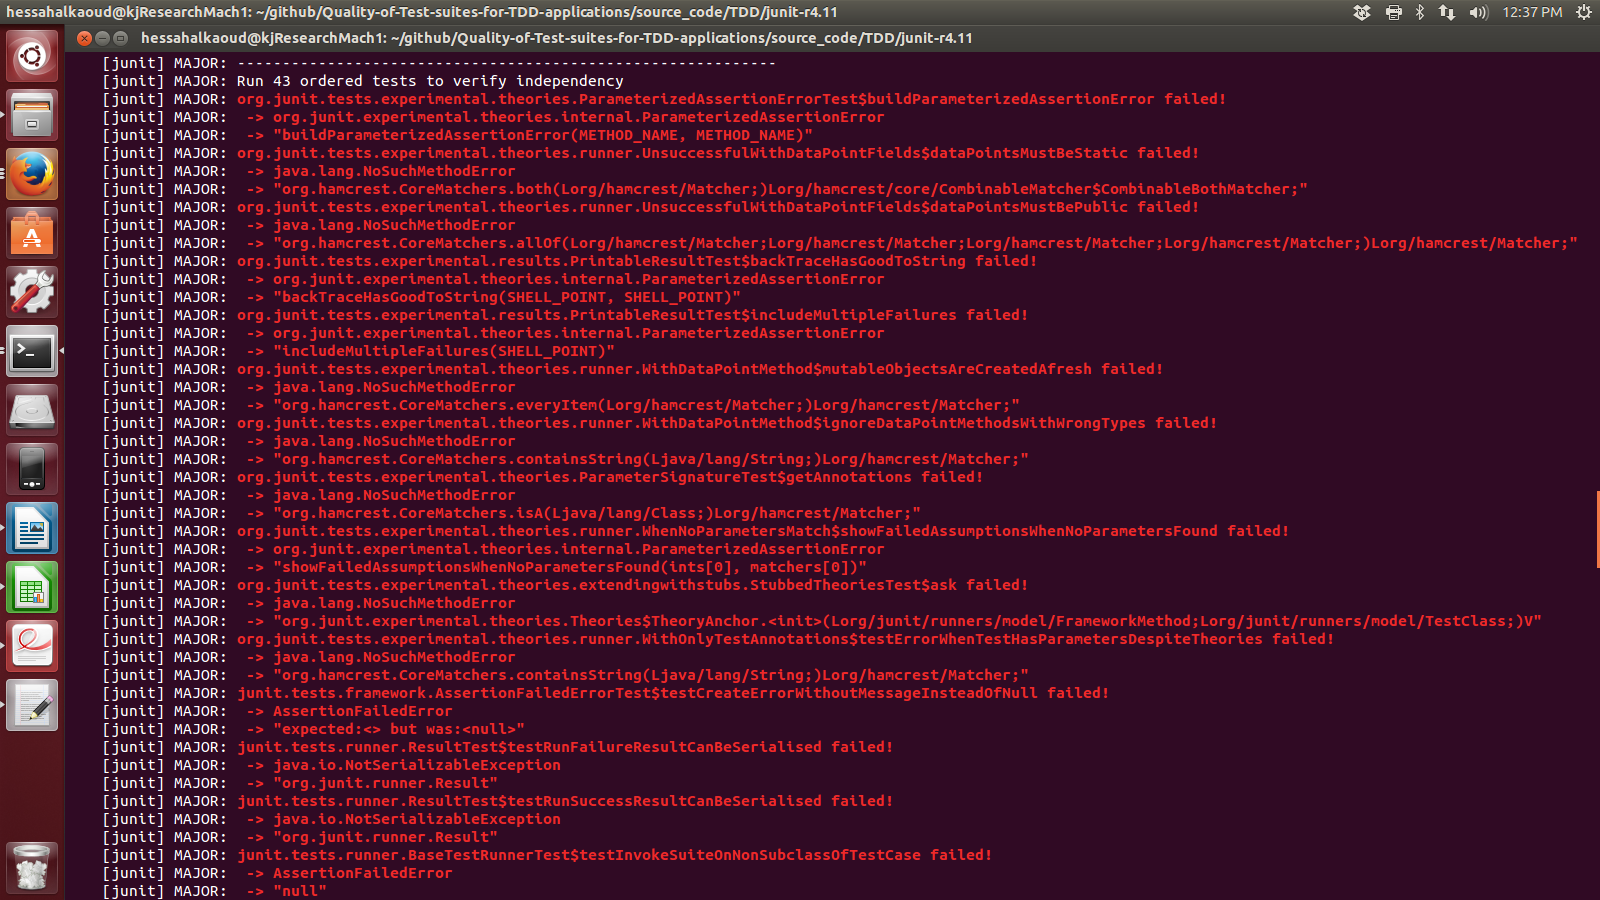 hessahalkaoud@kjResearchMach1: ~/github/Quality-of-Test-suites-for-TDD-applications/source_code/TDD/junit-r4.11
12:37 PM
hessahalkaoud@kjResearchMach1: ~/github/Quality-of-Test-suites-for-TDD-applications/source_code/TDD/junit-r4.11
[junit] MAJOR: ------------------------------------------------------------
[junit] MAJOR: Run 43 ordered tests to verify independency
[junit] MAJOR: org.junit.tests.experimental.theories.ParameterizedAssertionErrorTest$buildParameterizedAssertionError failed!
[junit] MAJOR:  -> org.junit.experimental.theories.internal.ParameterizedAssertionError
[junit] MAJOR:  -> "buildParameterizedAssertionError(METHOD_NAME, METHOD_NAME)"
[junit] MAJOR: org.junit.tests.experimental.theories.runner.UnsuccessfulWithDataPointFields$dataPointsMustBeStatic failed!
[junit] MAJOR:  -> java.lang.NoSuchMethodError
[junit] MAJOR:  -> "org.hamcrest.CoreMatchers.both(Lorg/hamcrest/Matcher;)Lorg/hamcrest/core/CombinableMatcher$CombinableBothMatcher;"
[junit] MAJOR: org.junit.tests.experimental.theories.runner.UnsuccessfulWithDataPointFields$dataPointsMustBePublic failed!
[junit] MAJOR:  -> java.lang.NoSuchMethodError
[junit] MAJOR:  -> "org.hamcrest.CoreMatchers.allOf(Lorg/hamcrest/Matcher;Lorg/hamcrest/Matcher;Lorg/hamcrest/Matcher;Lorg/hamcrest/Matcher;)Lorg/hamcrest/Matcher;"
[junit] MAJOR: org.junit.tests.experimental.results.PrintableResultTest$backTraceHasGoodToString failed!
[junit] MAJOR:  -> org.junit.experimental.theories.internal.ParameterizedAssertionError
[junit] MAJOR:  -> "backTraceHasGoodToString(SHELL_POINT, SHELL_POINT)"
[junit] MAJOR: org.junit.tests.experimental.results.PrintableResultTest$includeMultipleFailures failed!
[junit] MAJOR:  -> org.junit.experimental.theories.internal.ParameterizedAssertionError
[junit] MAJOR:  -> "includeMultipleFailures(SHELL_POINT)"
[junit] MAJOR: org.junit.tests.experimental.theories.runner.WithDataPointMethod$mutableObjectsAreCreatedAfresh failed!
[junit] MAJOR:  -> java.lang.NoSuchMethodError
[junit] MAJOR:  -> "org.hamcrest.CoreMatchers.everyItem(Lorg/hamcrest/Matcher;)Lorg/hamcrest/Matcher;"
[junit] MAJOR: org.junit.tests.experimental.theories.runner.WithDataPointMethod$ignoreDataPointMethodsWithWrongTypes failed!
[junit] MAJOR:  -> java.lang.NoSuchMethodError
[junit] MAJOR:  -> "org.hamcrest.CoreMatchers.containsString(Ljava/lang/String;)Lorg/hamcrest/Matcher;"
[junit] MAJOR: org.junit.tests.experimental.theories.ParameterSignatureTest$getAnnotations failed!
[junit] MAJOR:  -> java.lang.NoSuchMethodError
[junit] MAJOR:  -> "org.hamcrest.CoreMatchers.isA(Ljava/lang/Class;)Lorg/hamcrest/Matcher;"
[junit] MAJOR: org.junit.tests.experimental.theories.runner.WhenNoParametersMatch$showFailedAssumptionsWhenNoParametersFound failed!
[junit] MAJOR:  -> org.junit.experimental.theories.internal.ParameterizedAssertionError
[junit] MAJOR:  -> "showFailedAssumptionsWhenNoParametersFound(ints[0], matchers[0])"
[junit] MAJOR: org.junit.tests.experimental.theories.extendingwithstubs.StubbedTheoriesTest$ask failed!
[junit] MAJOR:  -> java.lang.NoSuchMethodError
[junit] MAJOR:  -> "org.junit.experimental.theories.Theories$TheoryAnchor.<init>(Lorg/junit/runners/model/FrameworkMethod;Lorg/junit/runners/model/TestClass;)V"
[junit] MAJOR: org.junit.tests.experimental.theories.runner.WithOnlyTestAnnotations$testErrorWhenTestHasParametersDespiteTheories failed!
[junit] MAJOR:  -> java.lang.NoSuchMethodError
[junit] MAJOR:  -> "org.hamcrest.CoreMatchers.containsString(Ljava/lang/String;)Lorg/hamcrest/Matcher;"
[junit] MAJOR: junit.tests.framework.AssertionFailedErrorTest$testCreateErrorWithoutMessageInsteadOfNull failed!
[junit] MAJOR:  -> AssertionFailedError
[junit] MAJOR:  -> "expected:<> but was:<null>"
[junit] MAJOR: junit.tests.runner.ResultTest$testRunFailureResultCanBeSerialised failed!
[junit] MAJOR:  -> java.io.NotSerializableException
[junit] MAJOR:  -> "org.junit.runner.Result"
[junit] MAJOR: junit.tests.runner.ResultTest$testRunSuccessResultCanBeSerialised failed!
[junit] MAJOR:  -> java.io.NotSerializableException
[junit] MAJOR:  -> "org.junit.runner.Result"
[junit] MAJOR: junit.tests.runner.BaseTestRunnerTest$testInvokeSuiteOnNonSubclassOfTestCase failed!
[junit] MAJOR:  -> AssertionFailedError
[junit] MAJOR:  -> "null"